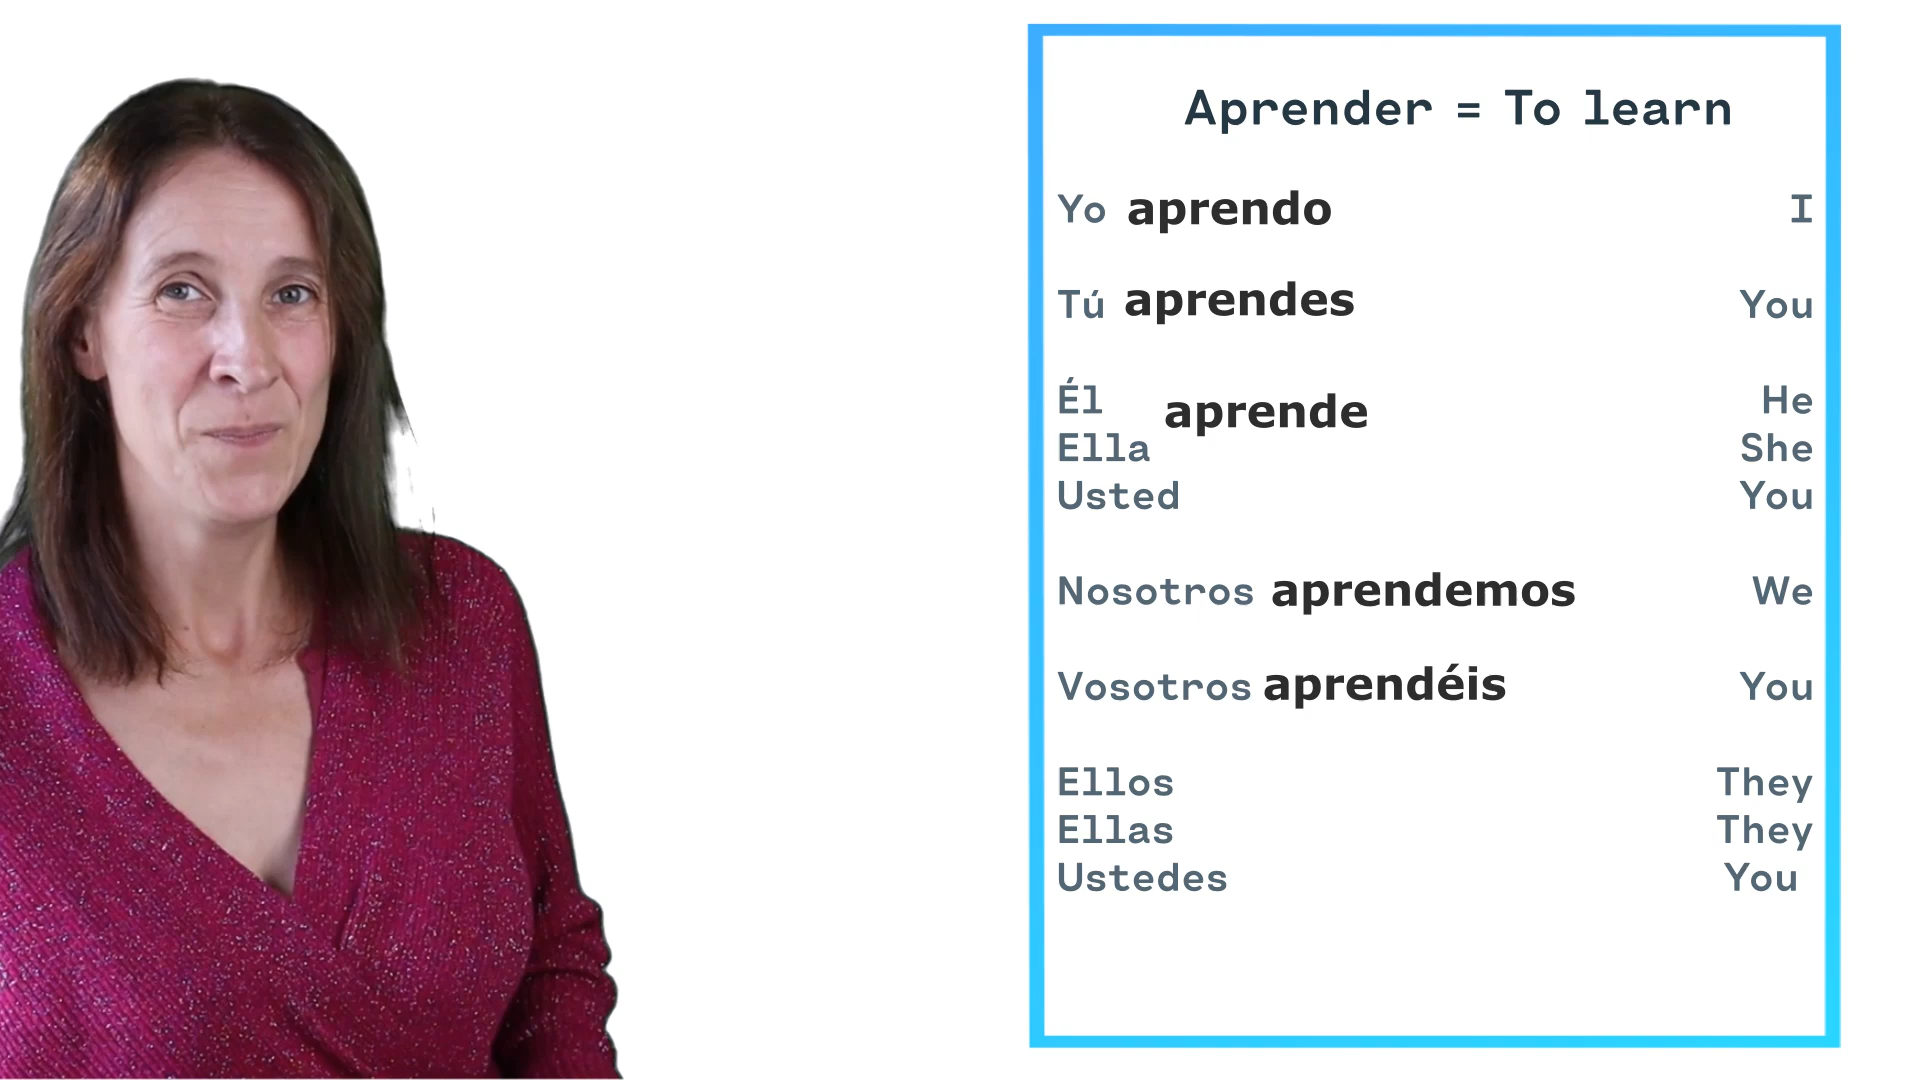 Aprender = To learn
Yo aprendo I
Tú aprendes You
Él aprende He
Ella She
Usted You
Nosotros aprendemos We
Vosotros aprendéis You
Ellos They
Ellas They
Ustedes You